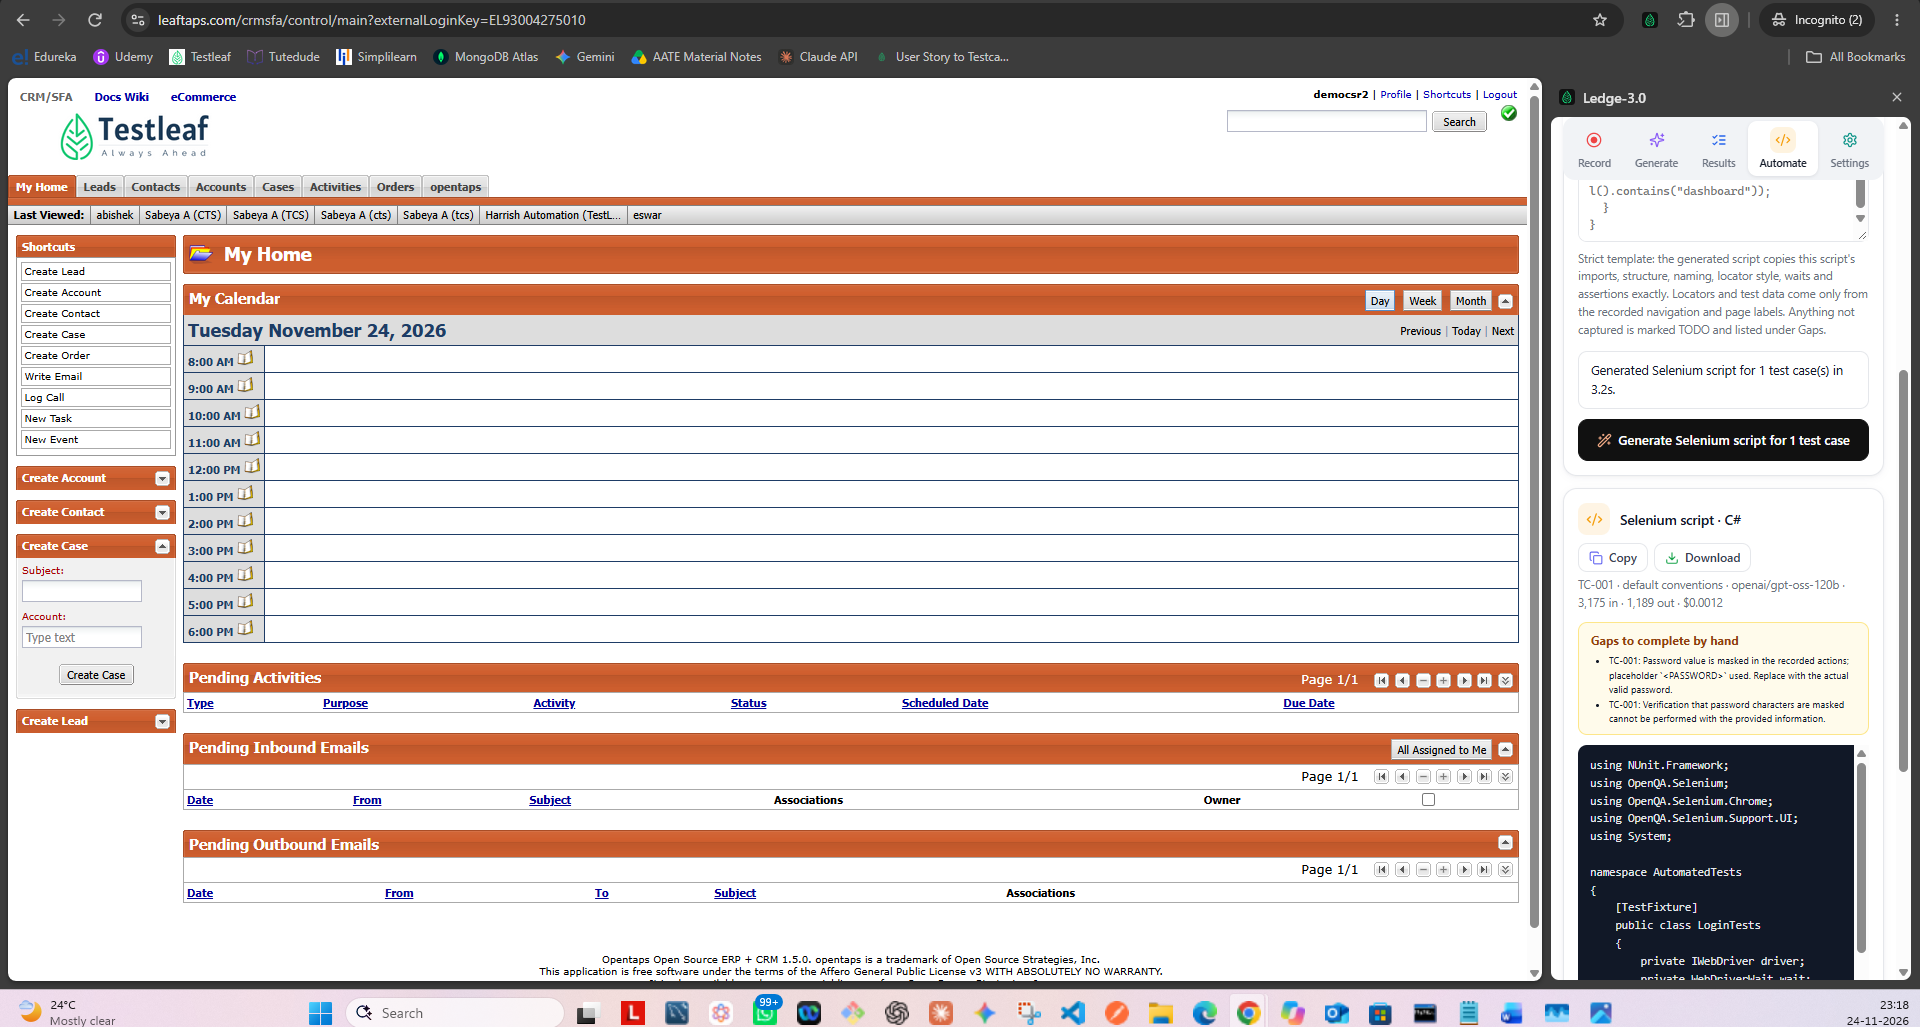 leaftaps.com/crmsfa/control/main?externalLoginKey=EL93004275010
Incognito (2)
Edureka
Udemy
Testleaf
Tutedude
Simplilearn
MongoDB Atlas
Gemini
AATE Material Notes
Claude API
User Story to Testca...
All Bookmarks
CRM/SFA Docs Wiki eCommerce
democsr2 | Profile | Shortcuts | Logout
Testleaf
Always Ahead
Search
My Home Leads Contacts Accounts Cases Activities Orders opentaps
Last Viewed: abishek Sabeya A (CTS) Sabeya A (TCS) Sabeya A (cts) Sabeya A (tcs) Harrish Automation (TestL... eswar
Shortcuts
Create Lead
Create Account
Create Contact
Create Case
Create Order
Write Email
Log Call
New Task
New Event
Create Account
Create Contact
Create Case
Subject:
Account:
Type text
Create Case
Create Lead
My Home
My Calendar
Day Week Month
Tuesday November 24, 2026
Previous | Today | Next
8:00 AM
9:00 AM
10:00 AM
11:00 AM
12:00 PM
1:00 PM
2:00 PM
3:00 PM
4:00 PM
5:00 PM
6:00 PM
Pending Activities
Page 1/1
Type Purpose Activity Status Scheduled Date Due Date
Pending Inbound Emails
All Assigned to Me
Page 1/1
Date From Subject Associations Owner
Pending Outbound Emails
Page 1/1
Date From To Subject Associations
Opentaps Open Source ERP + CRM 1.5.0. opentaps is a trademark of Open Source Strategies, Inc.
This application is free software under the terms of the Affero General Public License v3 WITH ABSOLUTELY NO WARRANTY.
Ledge-3.0
Record
Generate
Results
Automate
Settings
l().contains("dashboard"));
}
}
Strict template: the generated script copies this script's
imports, structure, naming, locator style, waits and
assertions exactly. Locators and test data come only from
the recorded navigation and page labels. Anything not
captured is marked TODO and listed under Gaps.
Generated Selenium script for 1 test case(s) in
3.2s.
Generate Selenium script for 1 test case
Selenium script · C#
Copy
Download
TC-001 · default conventions · openai/gpt-oss-120b ·
3,175 in · 1,189 out · $0.0012
Gaps to complete by hand
• TC-001: Password value is masked in the recorded actions;
placeholder `<PASSWORD>` used. Replace with the actual
valid password.
• TC-001: Verification that password characters are masked
cannot be performed with the provided information.
using NUnit.Framework;
using OpenQA.Selenium;
using OpenQA.Selenium.Chrome;
using OpenQA.Selenium.Support.UI;
using System;
namespace AutomatedTests
{
[TestFixture]
public class LoginTests
{
private IWebDriver driver;
private WebDriverWait wait;
24°C
Mostly clear
Search
99+
23:18
24-11-2026